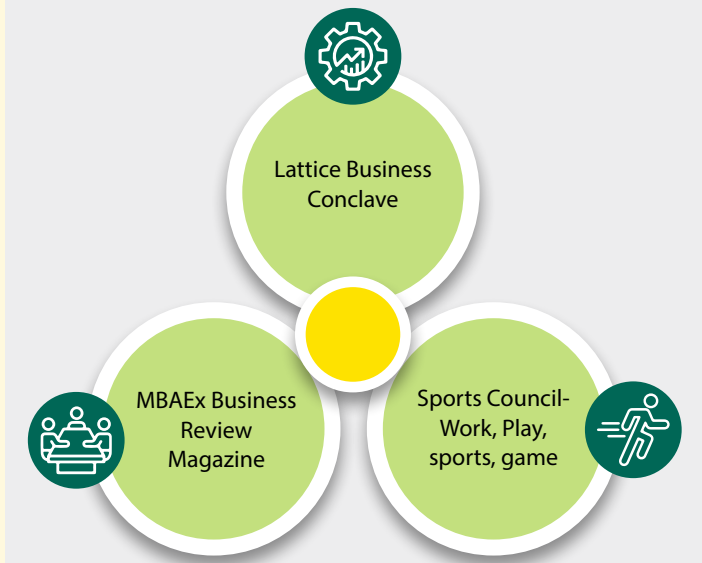 Lattice Business
Conclave
MBAEx Business
Review
Magazine
Sports Council-
Work, Play,
sports, game